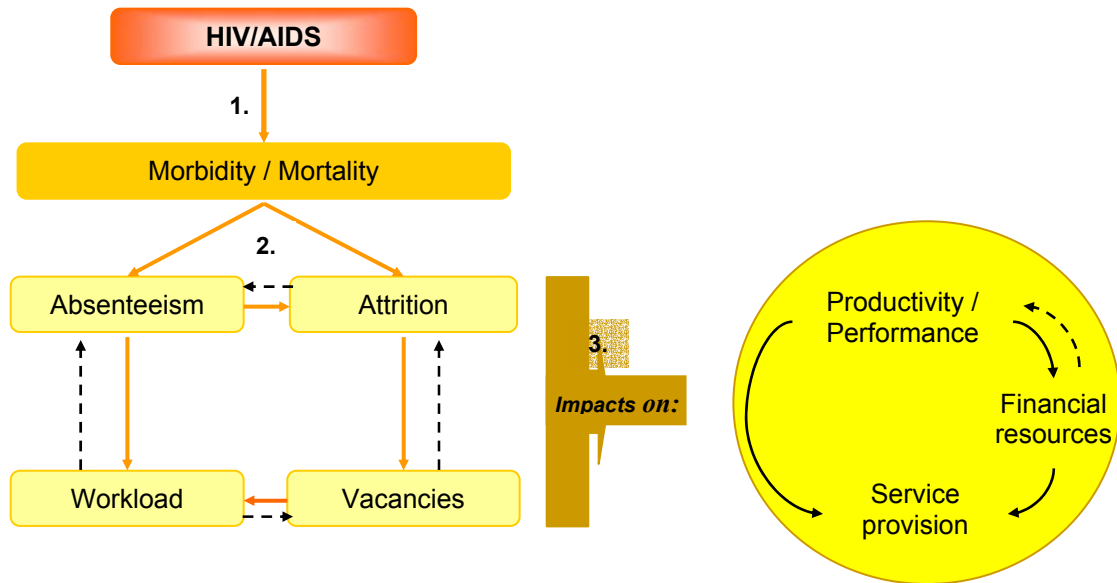 HIV/AIDS
1.
Morbidity / Mortality
2.
Absenteeism
Attrition
Workload
Vacancies
3.
Impacts on:
Productivity /
Performance
Financial
resources
Service
provision